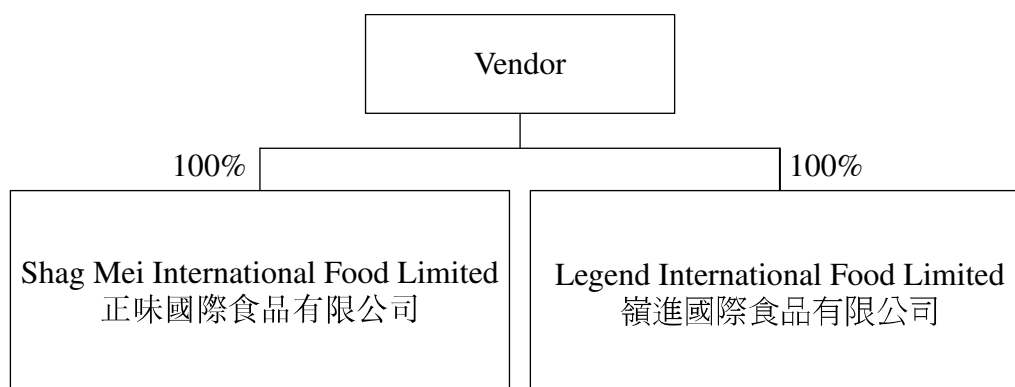 Vendor
100%
100%
Shag Mei International Food Limited
正味國際食品有限公司
Legend International Food Limited
嶺進國際食品有限公司